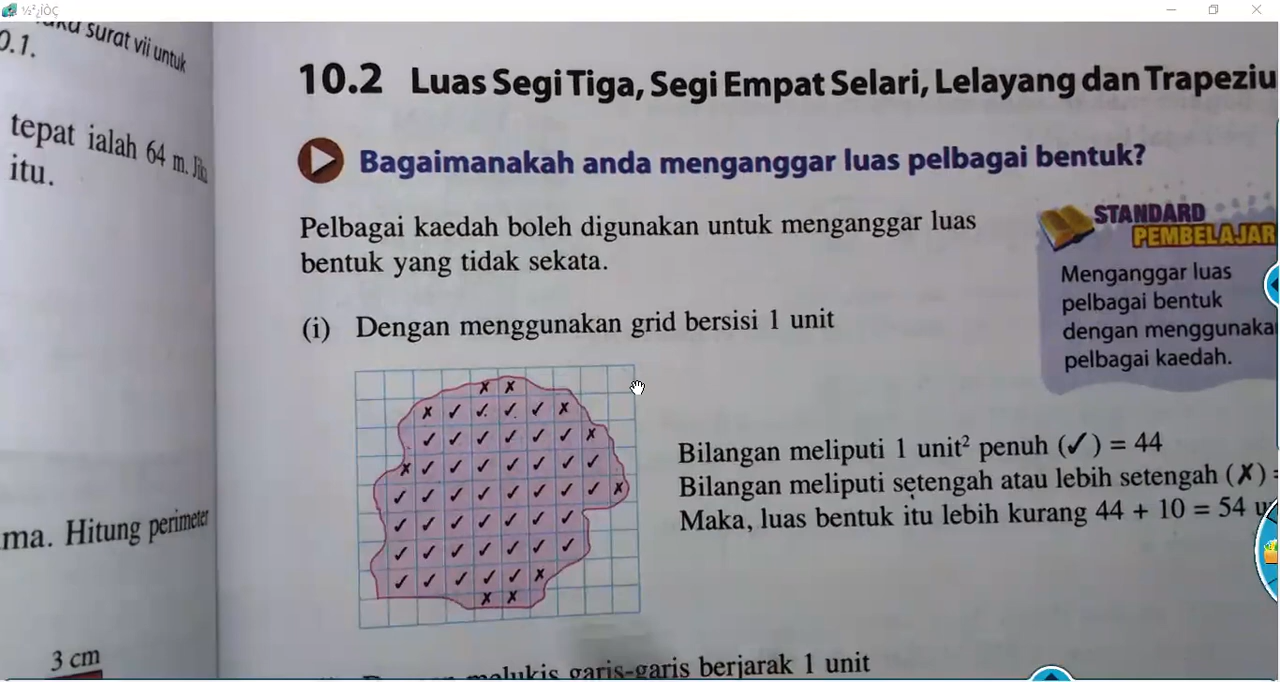 surat vii untuk
0.1.
tepat ialah 64 m. Jika
itu.
ma. Hitung perimeter
3 cm
10.2 Luas Segi Tiga, Segi Empat Selari, Lelayang dan Trapeziu
Bagaimanakah anda menganggar luas pelbagai bentuk?
Pelbagai kaedah boleh digunakan untuk menganggar luas
bentuk yang tidak sekata.
STANDARD
PEMBELAJAR
Menganggar luas
pelbagai bentuk
dengan menggunaka
pelbagai kaedah.
(i) Dengan menggunakan grid bersisi 1 unit
✗ ✗
✗ ✓ ✓ ✓ ✓ ✗
✓ ✓ ✓ ✓ ✓ ✓ ✗
✗ ✓ ✓ ✓ ✓ ✓ ✓ ✓
✓ ✓ ✓ ✓ ✓ ✓ ✓ ✓ ✗
✓ ✓ ✓ ✓ ✓ ✓ ✓
✓ ✓ ✓ ✓ ✓ ✓ ✓
✓ ✓ ✓ ✓ ✓ ✗
✗ ✗
Bilangan meliputi 1 unit² penuh (✓) = 44
Bilangan meliputi setengah atau lebih setengah (✗) =
Maka, luas bentuk itu lebih kurang 44 + 10 = 54 u
melukis garis-garis berjarak 1 unit